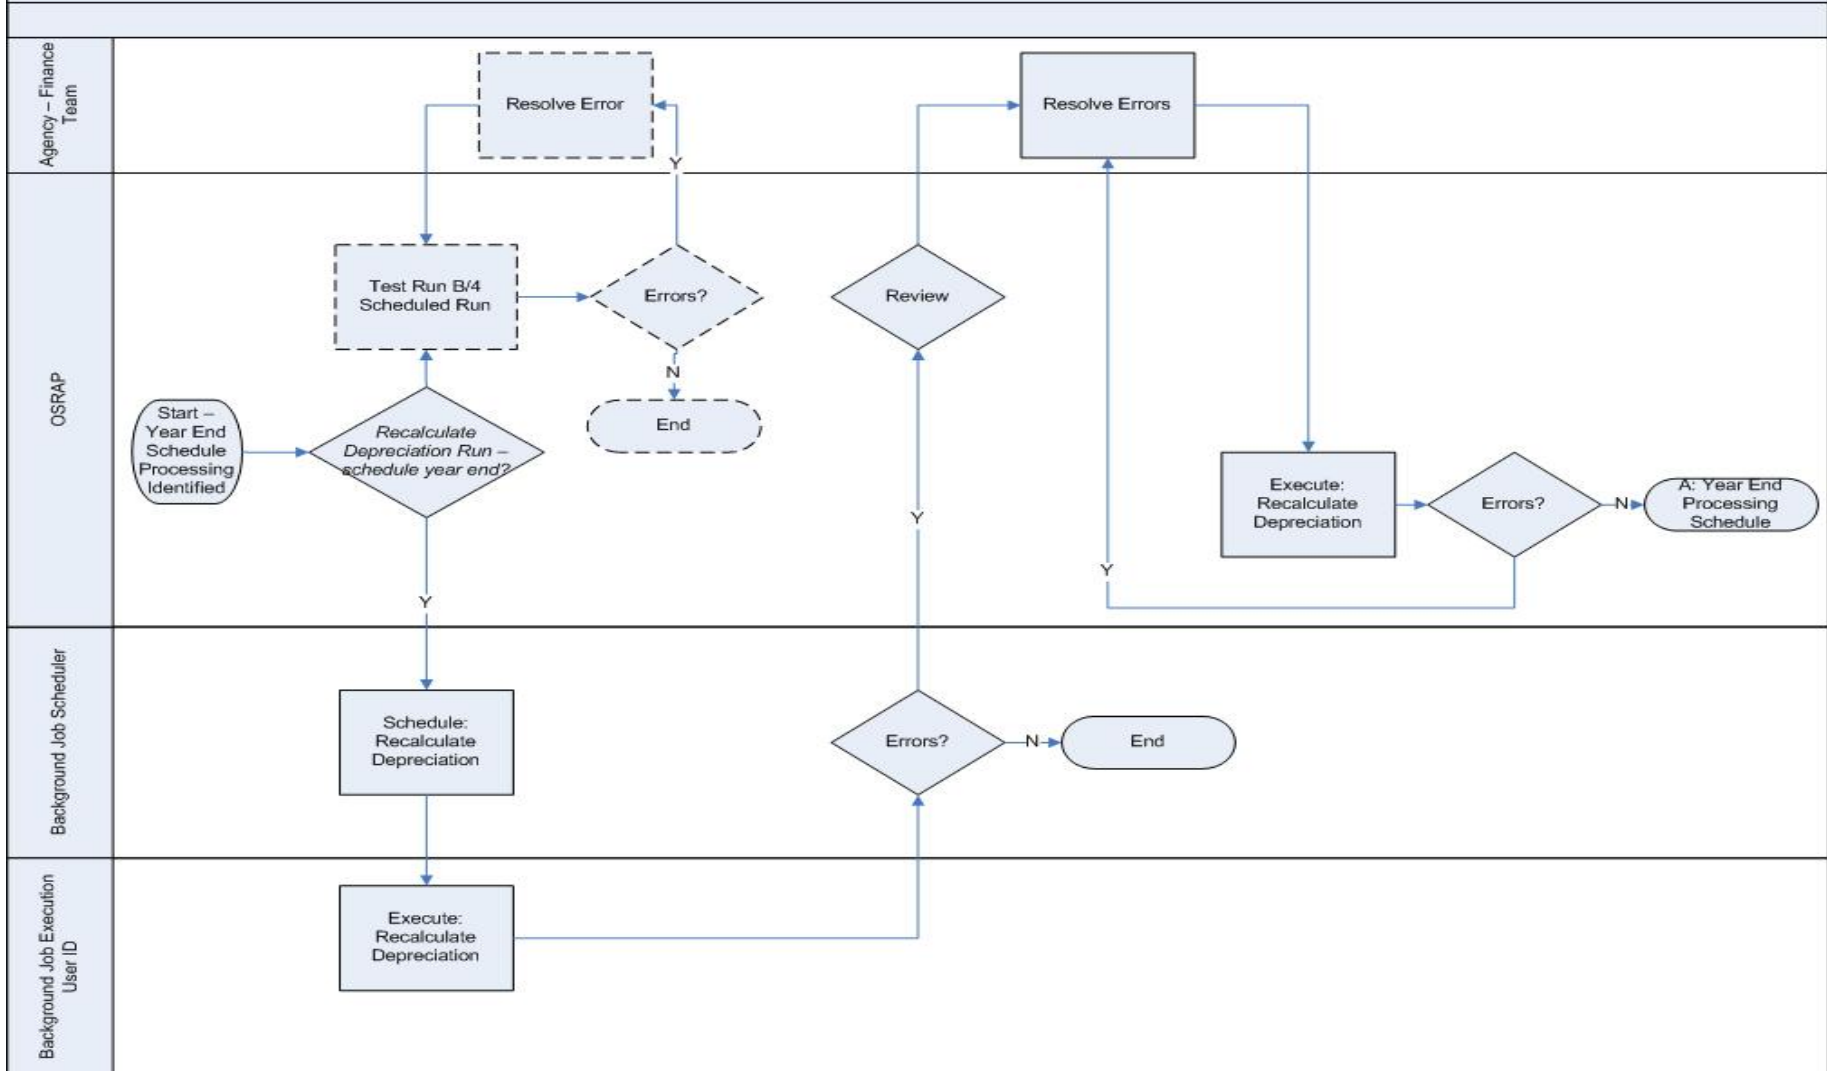 Agency – Finance
Team
Resolve Error
Resolve Errors
Y
OSRAP
Test Run B/4
Scheduled Run
Errors?
Review
N
End
Start –
Year End
Schedule
Processing
Identified
Recalculate
Depreciation Run –
schedule year end?
Y
Y
Execute:
Recalculate
Depreciation
Errors?
N
A: Year End
Processing
Schedule
Y
Background Job Scheduler
Schedule:
Recalculate
Depreciation
Errors?
N
End
Background Job Execution
User ID
Execute:
Recalculate
Depreciation